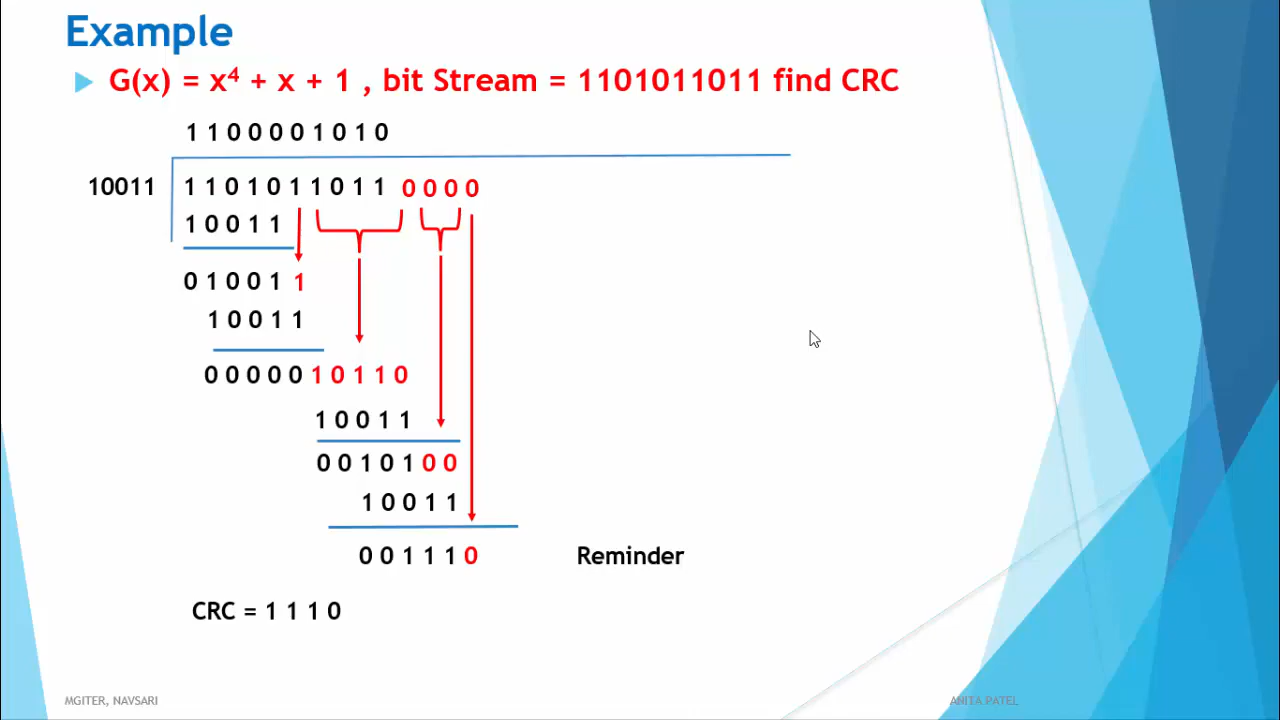 Example
G(x) = x⁴ + x + 1 , bit Stream = 1101011011 find CRC
1 1 0 0 0 0 1 0 1 0
10011 1 1 0 1 0 1 1 0 1 1 0 0 0 0
1 0 0 1 1
0 1 0 0 1 1
1 0 0 1 1
0 0 0 0 0 1 0 1 1 0
1 0 0 1 1
0 0 1 0 1 0 0
1 0 0 1 1
0 0 1 1 1 0 Reminder
CRC = 1 1 1 0
MGITER, NAVSARI ANITA PATEL